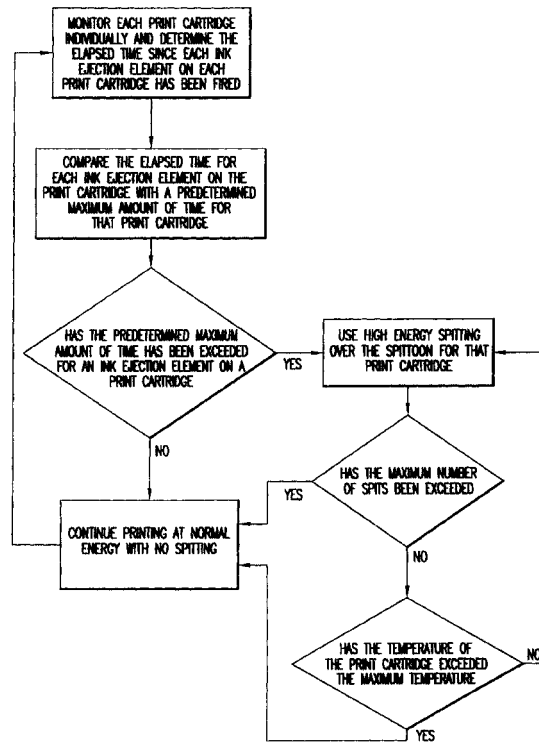 MONITOR EACH PRINT CARTRIDGE
INDIVIDUALLY AND DETERMINE THE
ELAPSED TIME SINCE EACH INK
EJECTION ELEMENT ON EACH
PRINT CARTRIDGE HAS BEEN FIRED
COMPARE THE ELAPSED TIME FOR
EACH INK EJECTION ELEMENT ON THE
PRINT CARTRIDGE WITH A PREDETERMINED
MAXIMUM AMOUNT OF TIME FOR
THAT PRINT CARTRIDGE
HAS THE PREDETERMINED MAXIMUM
AMOUNT OF TIME HAS BEEN EXCEEDED
FOR AN INK EJECTION ELEMENT ON A
PRINT CARTRIDGE
YES
USE HIGH ENERGY SPITTING
OVER THE SPITTOON FOR THAT
PRINT CARTRIDGE
NO
HAS THE MAXIMUM NUMBER
OF SPITS BEEN EXCEEDED
YES
CONTINUE PRINTING AT NORMAL
ENERGY WITH NO SPITTING
NO
HAS THE TEMPERATURE OF
THE PRINT CARTRIDGE EXCEEDED
THE MAXIMUM TEMPERATURE
NO
YES